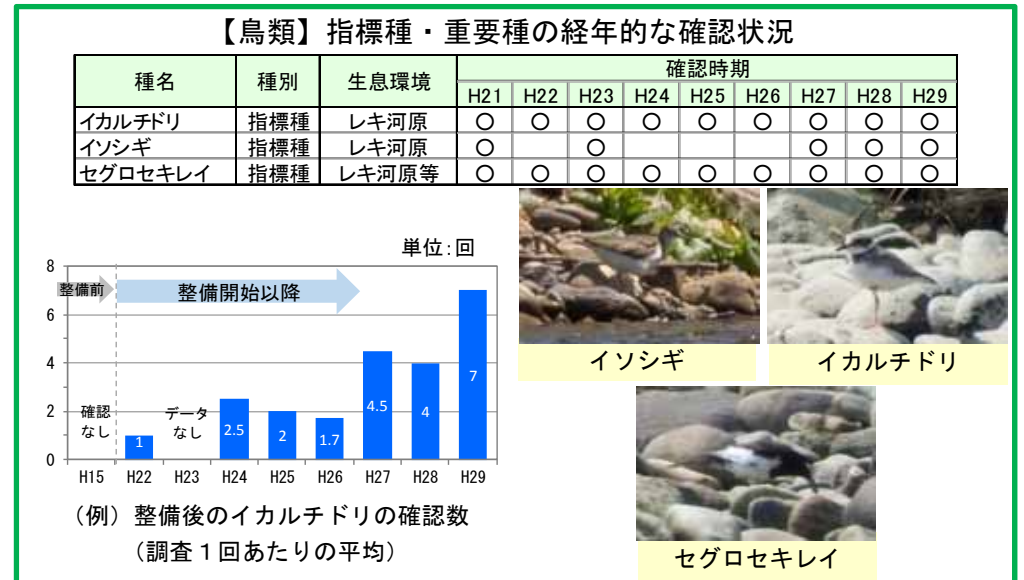 【鳥類】指標種・重要種の経年的な確認状況
種名 種別 生息環境 確認時期
H21 H22 H23 H24 H25 H26 H27 H28 H29
イカルチドリ 指標種 レキ河原 ○ ○ ○ ○ ○ ○ ○ ○ ○
イソシギ 指標種 レキ河原 ○ ○ ○ ○ ○
セグロセキレイ 指標種 レキ河原等 ○ ○ ○ ○ ○ ○ ○ ○ ○
単位：回
8
整備前 整備開始以降
6
4
2
0
確認
なし
1
データ
なし
2.5
2
1.7
4.5
4
7
H15 H22 H23 H24 H25 H26 H27 H28 H29
（例）整備後のイカルチドリの確認数
（調査１回あたりの平均）
イソシギ
イカルチドリ
セグロセキレイ